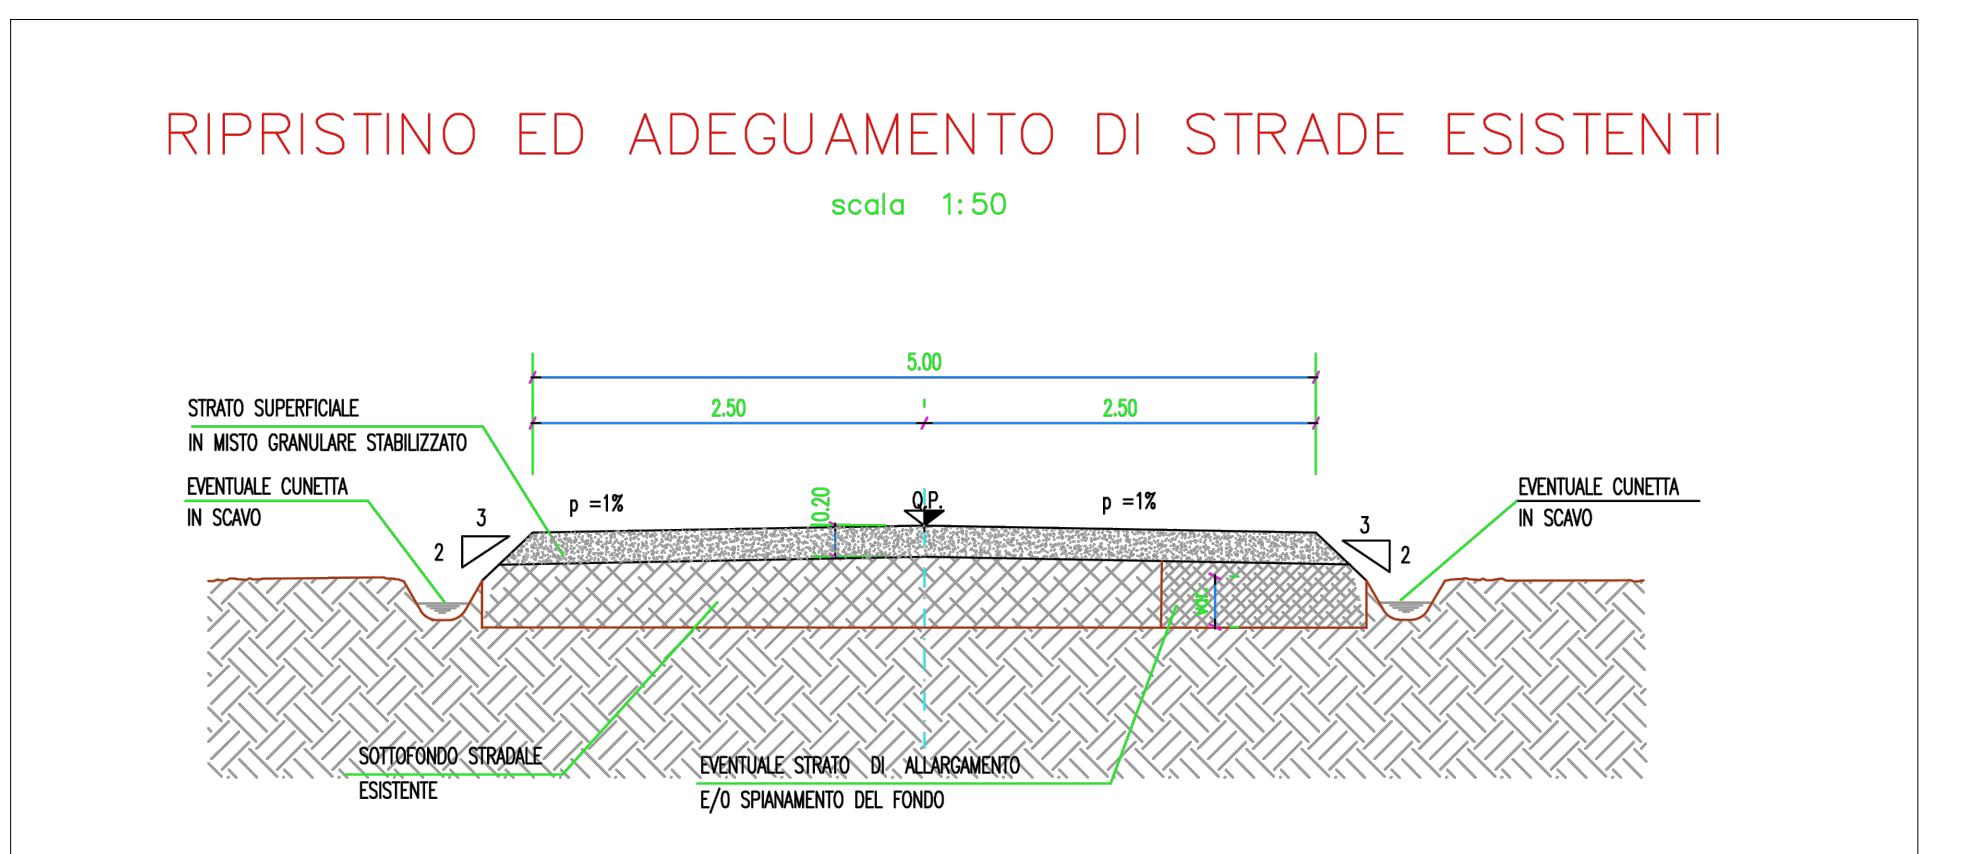 RIPRISTINO ED ADEGUAMENTO DI STRADE ESISTENTI
scala 1:50
5.00
2.50
2.50
STRATO SUPERFICIALE
IN MISTO GRANULARE STABILIZZATO
EVENTUALE CUNETTA
IN SCAVO
EVENTUALE CUNETTA
IN SCAVO
p =1%
0.20
Q.P.
p =1%
3
2
3
2
var.
SOTTOFONDO STRADALE
ESISTENTE
EVENTUALE STRATO DI ALLARGAMENTO
E/O SPIANAMENTO DEL FONDO